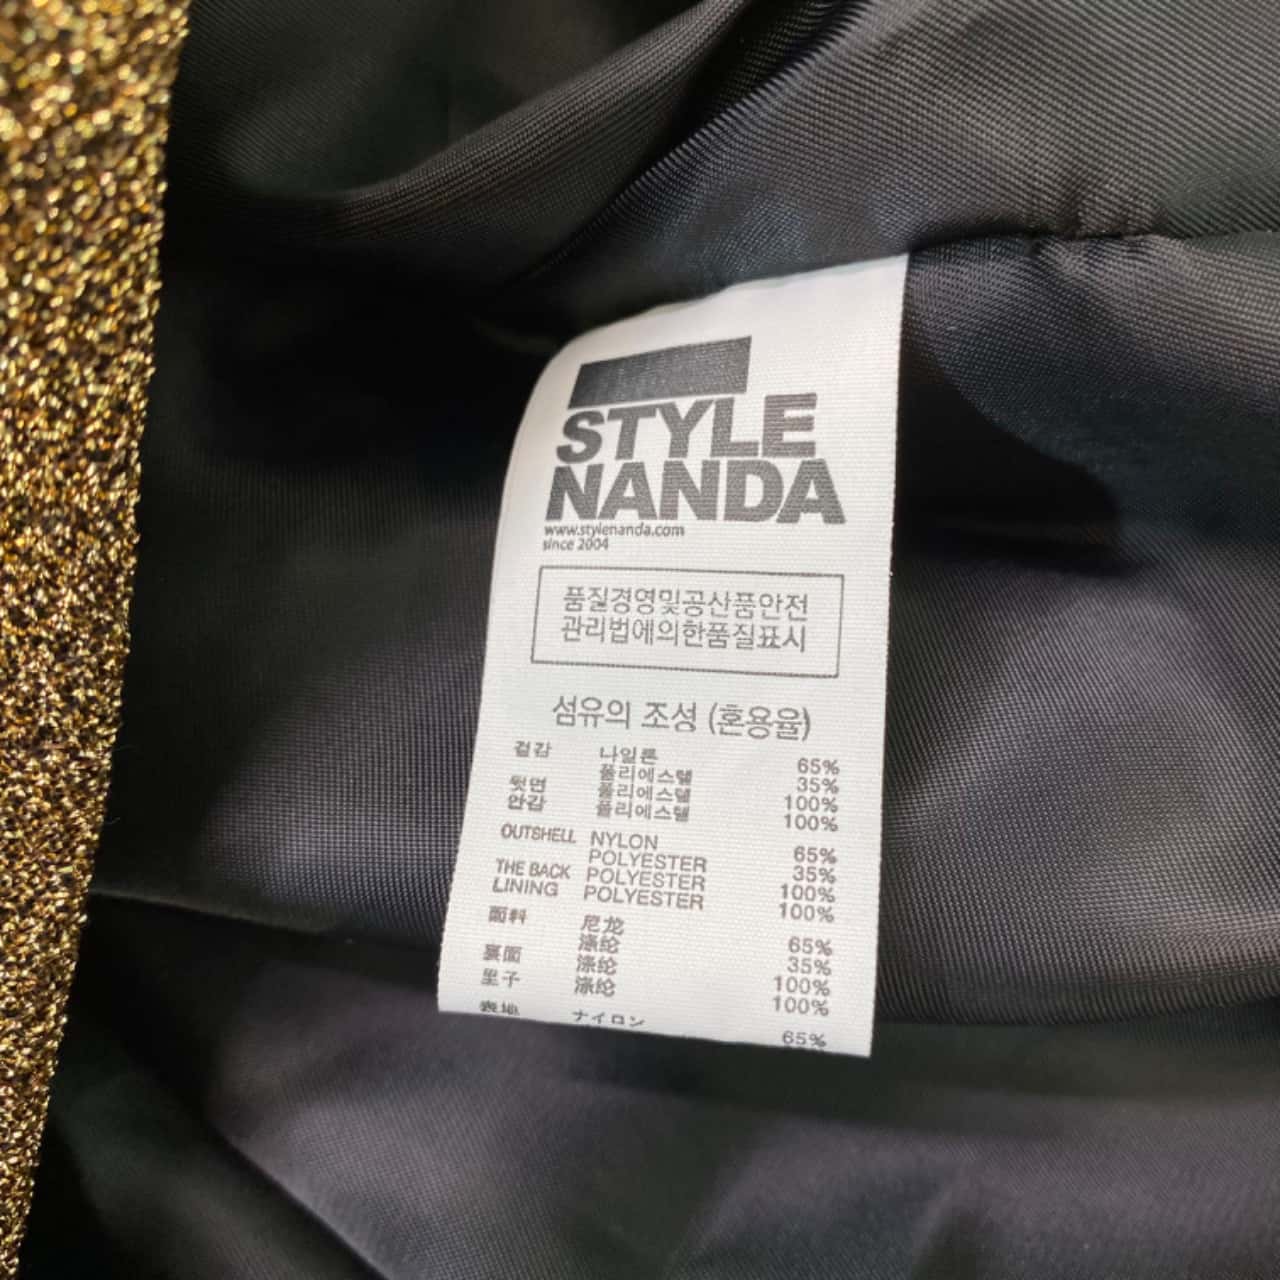 STYLE
NANDA
www.stylenanda.com
since 2004
품질경영및공산품안전
관리법에의한품질표시
섬유의 조성 (혼용율)
겉감 나일론 65%
폴리에스텔 35%
뒷면 폴리에스텔 100%
안감 폴리에스텔 100%
OUTSHELL NYLON 65%
POLYESTER 35%
THE BACK POLYESTER 100%
LINING POLYESTER 100%
面料 尼龙 65%
涤纶 35%
裏面 涤纶 100%
里子 涤纶 100%
表地 ナイロン 65%